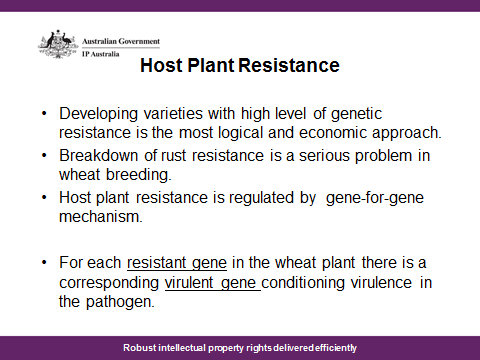 Australian Government
IP Australia
Host Plant Resistance
• Developing varieties with high level of genetic
resistance is the most logical and economic approach.
• Breakdown of rust resistance is a serious problem in
wheat breeding.
• Host plant resistance is regulated by gene-for-gene
mechanism.
• For each resistant gene in the wheat plant there is a
corresponding virulent gene conditioning virulence in
the pathogen.
Robust intellectual property rights delivered efficiently